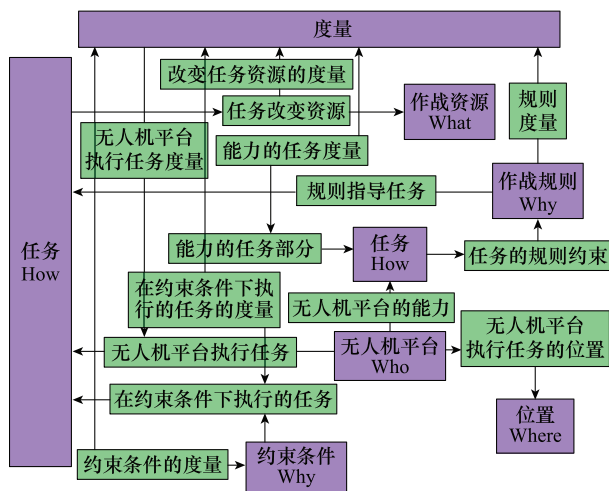 度量
改变任务资源的度量
任务改变资源
作战资源
What
规则
度量
无人机平台
执行任务度量
能力的任务度量
规则指导任务
作战规则
Why
任务
How
能力的任务部分
任务
How
任务的规则约束
在约束条件下执
行的任务的度量
无人机平台的能力
无人机平台执行任务
无人机平台
Who
无人机平台
执行任务的位置
在约束条件下执行的任务
位置
Where
约束条件的度量
约束条件
Why